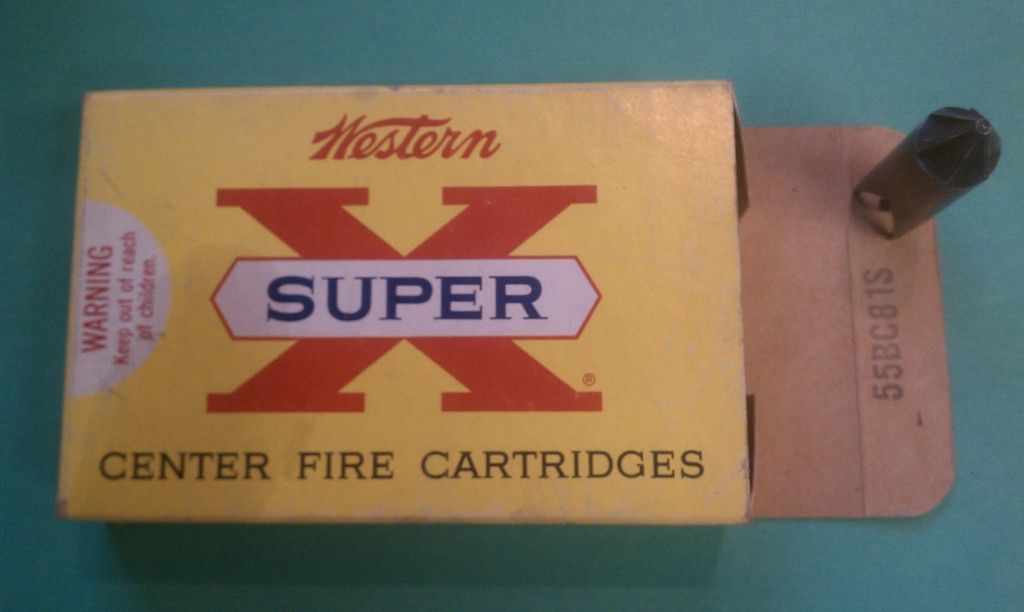 Western
X
SUPER
®
CENTER FIRE CARTRIDGES
WARNING
Keep out of reach
of children.
55BC81S